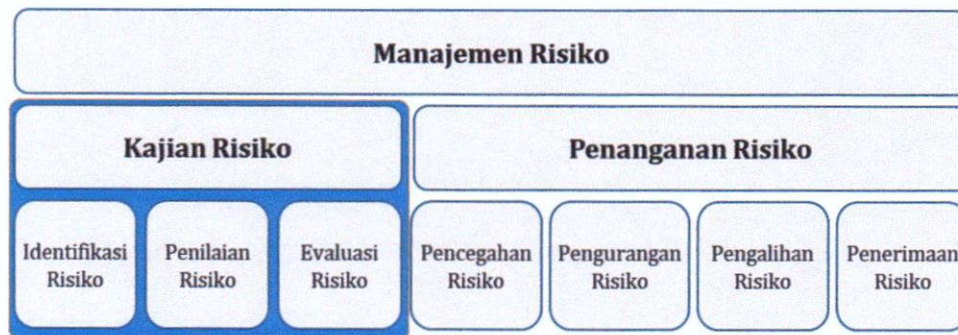 Manajemen Risiko
Kajian Risiko
Penanganan Risiko
Identifikasi
Risiko
Penilaian
Risiko
Evaluasi
Risiko
Pencegahan
Risiko
Pengurangan
Risiko
Pengalihan
Risiko
Penerimaan
Risiko